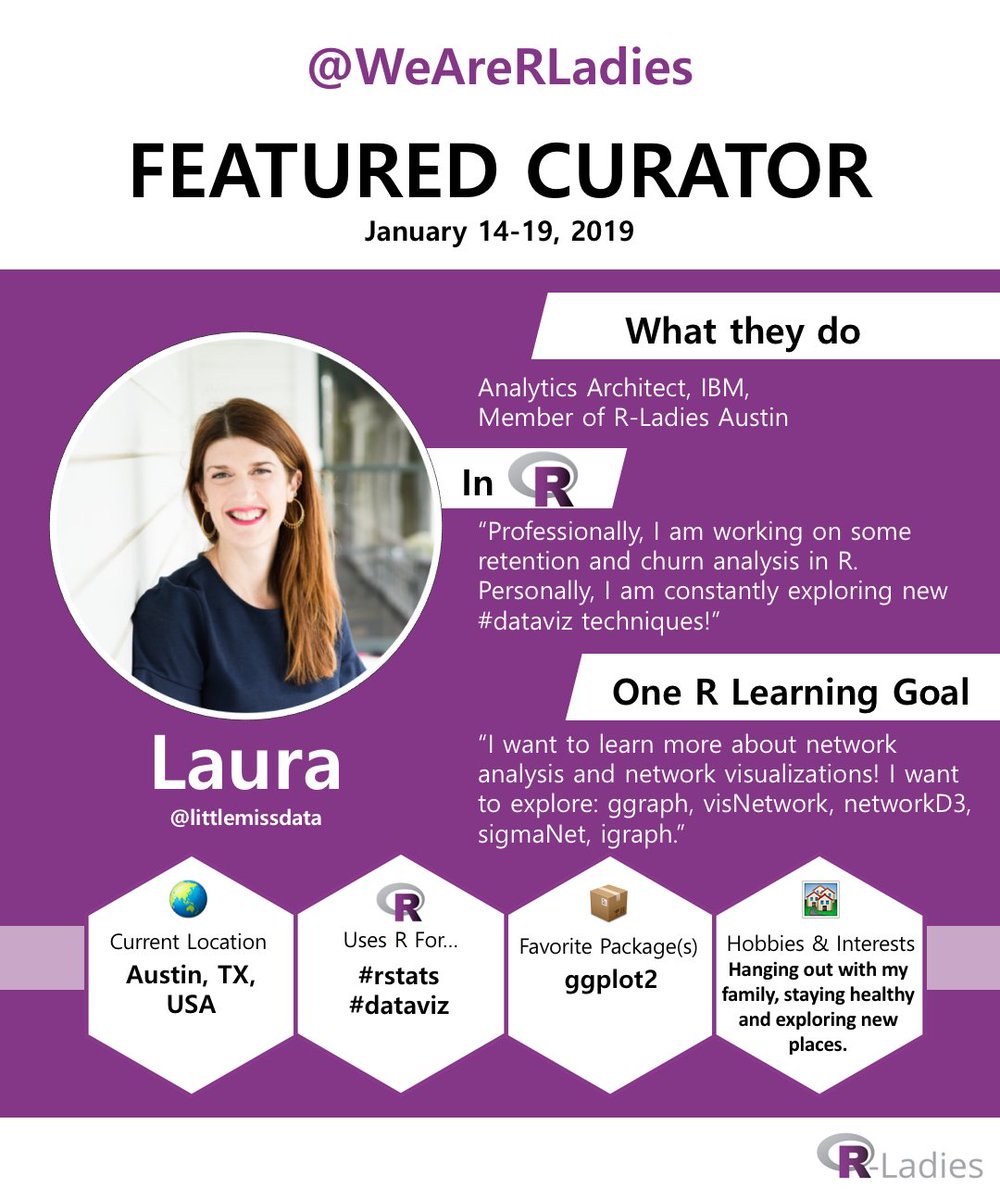 @WeAreRLadies
FEATURED CURATOR
January 14-19, 2019
What they do
Analytics Architect, IBM,
Member of R-Ladies Austin
In R
“Professionally, I am working on some
retention and churn analysis in R.
Personally, I am constantly exploring new
#dataviz techniques!”
One R Learning Goal
“I want to learn more about network
analysis and network visualizations! I want
to explore: ggraph, visNetwork, networkD3,
sigmaNet, igraph.”
Laura
@littlemissdata
Current Location
Austin, TX,
USA
R
Uses R For...
#rstats
#dataviz
Favorite Package(s)
ggplot2
Hobbies & Interests
Hanging out with my
family, staying healthy
and exploring new
places.
R-Ladies